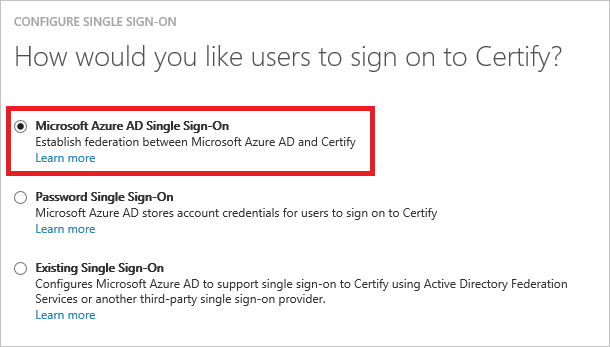 CONFIGURE SINGLE SIGN-ON
How would you like users to sign on to Certify?
Microsoft Azure AD Single Sign-On
Establish federation between Microsoft Azure AD and Certify
Learn more
Password Single Sign-On
Microsoft Azure AD stores account credentials for users to sign on to Certify
Learn more
Existing Single Sign-On
Configures Microsoft Azure AD to support single sign-on to Certify using Active Directory Federation
Services or another third-party single sign-on provider.
Learn more